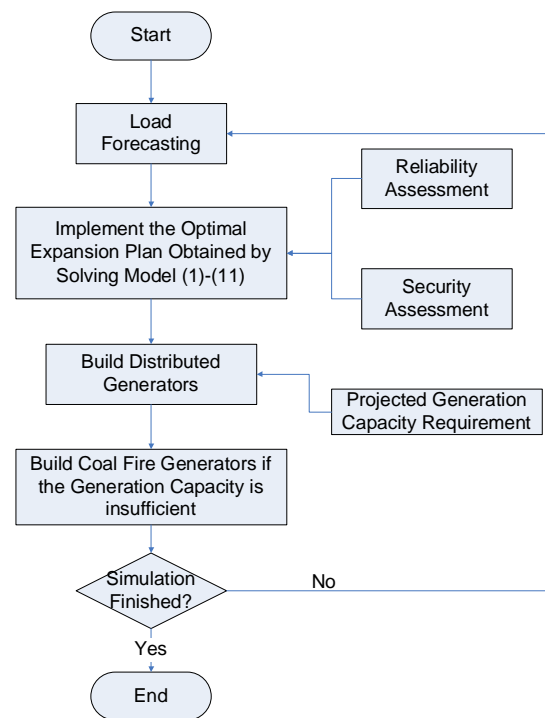 Start
Load
Forecasting
Reliability
Assessment
Implement the Optimal
Expansion Plan Obtained by
Solving Model (1)-(11)
Security
Assessment
Build Distributed
Generators
Projected Generation
Capacity Requirement
Build Coal Fire Generators if
the Generation Capacity is
insufficient
Simulation
Finished?
No
Yes
End